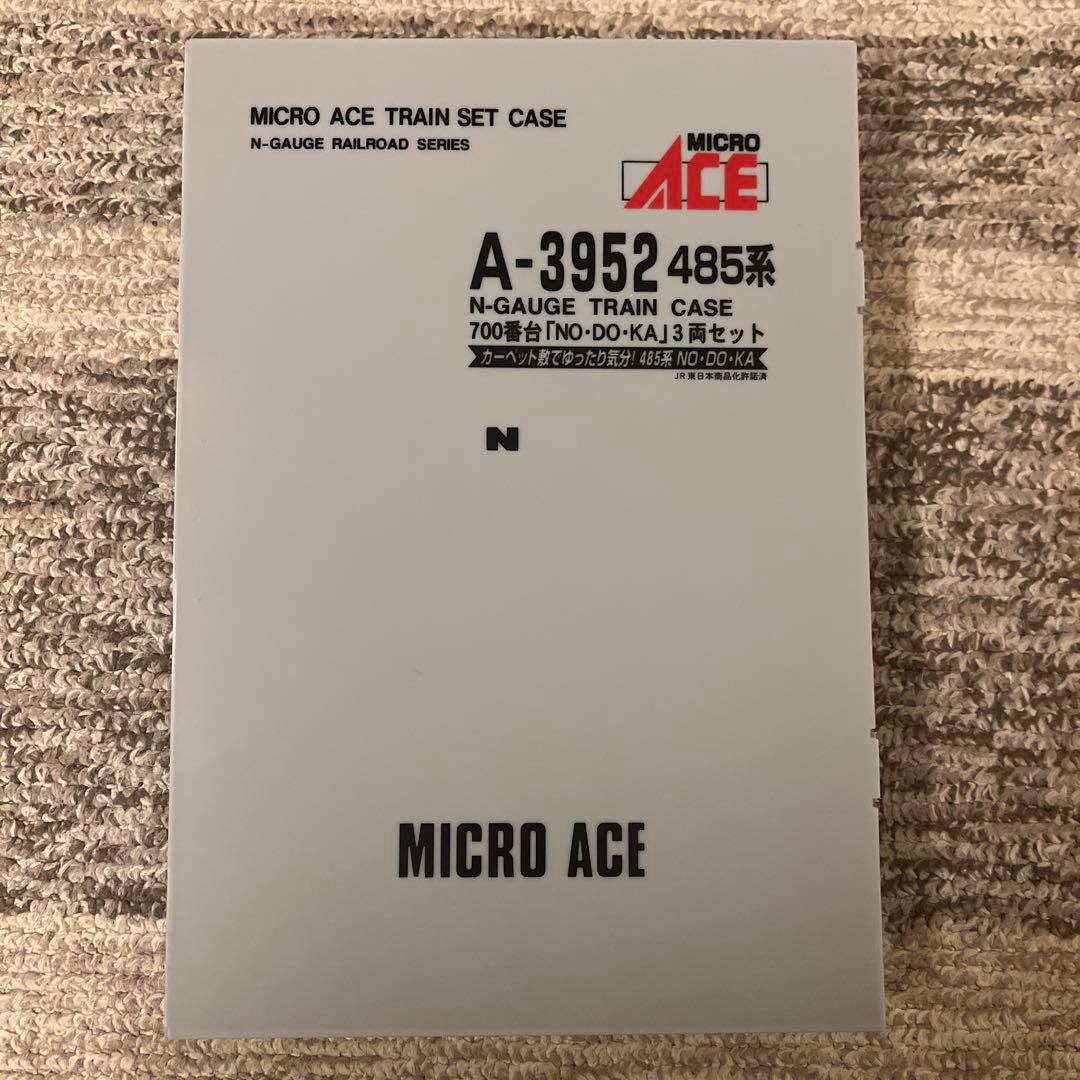 MICRO ACE TRAIN SET CASE
N-GAUGE RAILROAD SERIES
MICRO
ACE
A-3952 485系
N-GAUGE TRAIN CASE
700番台「NO・DO・KA」3両セット
カーペット敷でゆったり気分! 485系 NO・DO・KA
JR東日本商品化許諾済
N
MICRO ACE